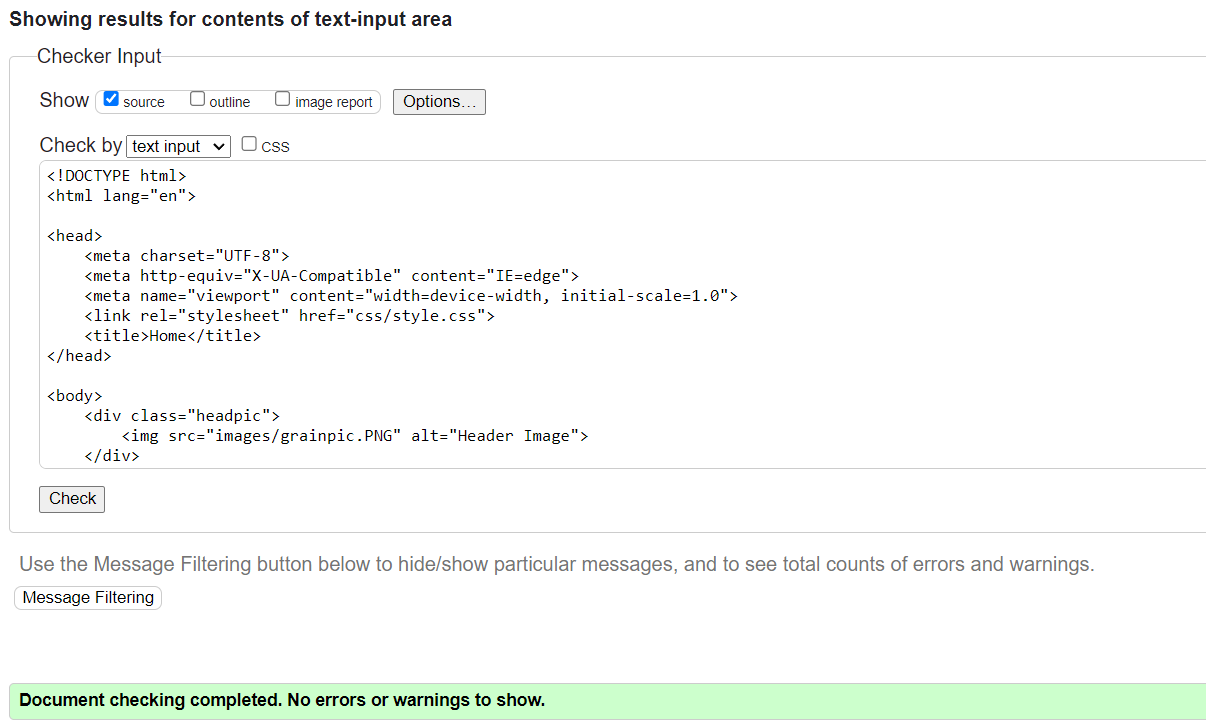 Showing results for contents of text-input area
Checker Input
Show source outline image report Options...
Check by text input CSS
<!DOCTYPE html>
<html lang="en">
<head>
<meta charset="UTF-8">
<meta http-equiv="X-UA-Compatible" content="IE=edge">
<meta name="viewport" content="width=device-width, initial-scale=1.0">
<link rel="stylesheet" href="css/style.css">
<title>Home</title>
</head>
<body>
<div class="headpic">
<img src="images/grainpic.PNG" alt="Header Image">
</div>
Check
Use the Message Filtering button below to hide/show particular messages, and to see total counts of errors and warnings.
Message Filtering
Document checking completed. No errors or warnings to show.